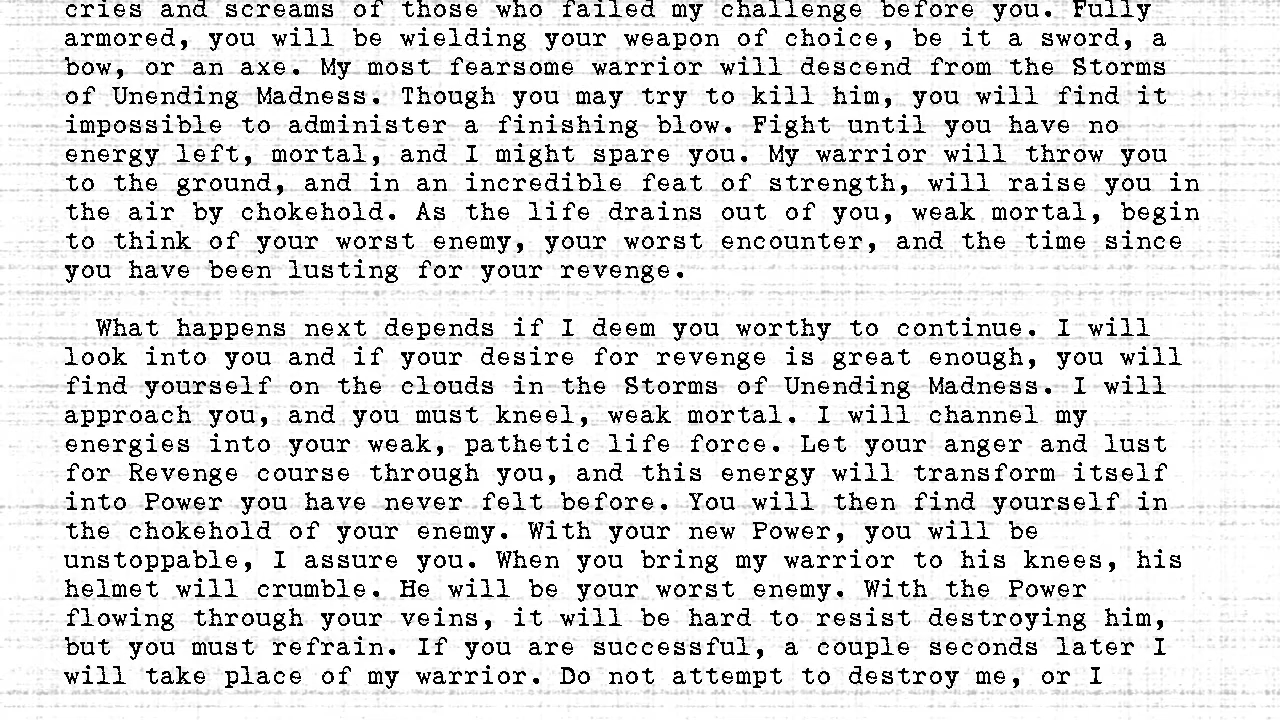 cries and screams of those who failed my challenge before you. Fully
armored, you will be wielding your weapon of choice, be it a sword, a
bow, or an axe. My most fearsome warrior will descend from the Storms
of Unending Madness. Though you may try to kill him, you will find it
impossible to administer a finishing blow. Fight until you have no
energy left, mortal, and I might spare you. My warrior will throw you
to the ground, and in an incredible feat of strength, will raise you in
the air by chokehold. As the life drains out of you, weak mortal, begin
to think of your worst enemy, your worst encounter, and the time since
you have been lusting for your revenge.
What happens next depends if I deem you worthy to continue. I will
look into you and if your desire for revenge is great enough, you will
find yourself on the clouds in the Storms of Unending Madness. I will
approach you, and you must kneel, weak mortal. I will channel my
energies into your weak, pathetic life force. Let your anger and lust
for Revenge course through you, and this energy will transform itself
into Power you have never felt before. You will then find yourself in
the chokehold of your enemy. With your new Power, you will be
unstoppable, I assure you. When you bring my warrior to his knees, his
helmet will crumble. He will be your worst enemy. With the Power
flowing through your veins, it will be hard to resist destroying him,
but you must refrain. If you are successful, a couple seconds later I
will take place of my warrior. Do not attempt to destroy me, or I